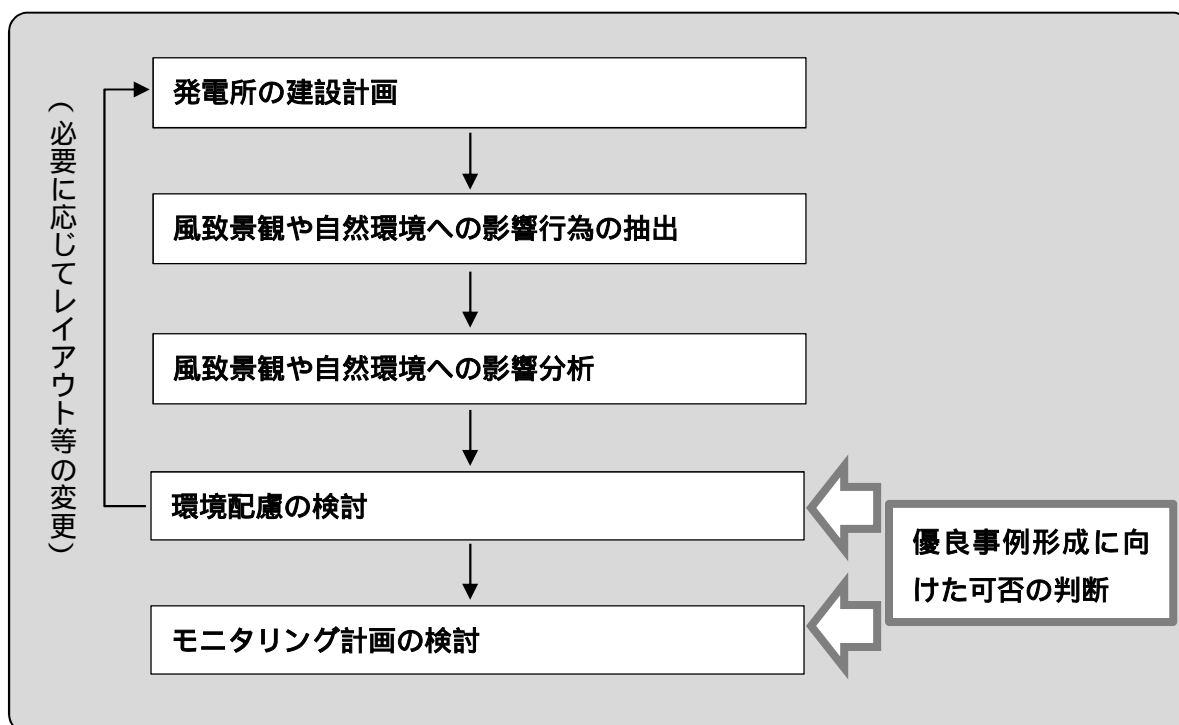 発電所の建設計画
風致景観や自然環境への影響行為の抽出
風致景観や自然環境への影響分析
環境配慮の検討
モニタリング計画の検討
（必要に応じてレイアウト等の変更）
優良事例形成に向
けた可否の判断